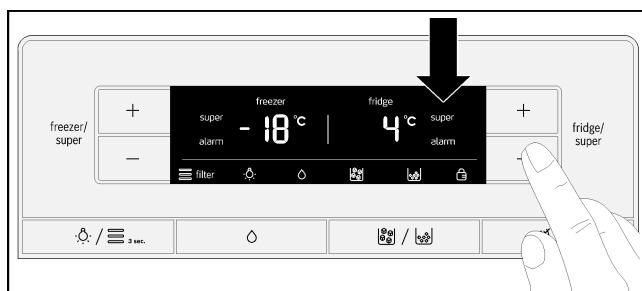 freezer/
super
+
−
freezer
super
alarm
-18 °C
fridge
4 °C
super
alarm
filter
+
−
fridge/
super
/ 3 sec.
/